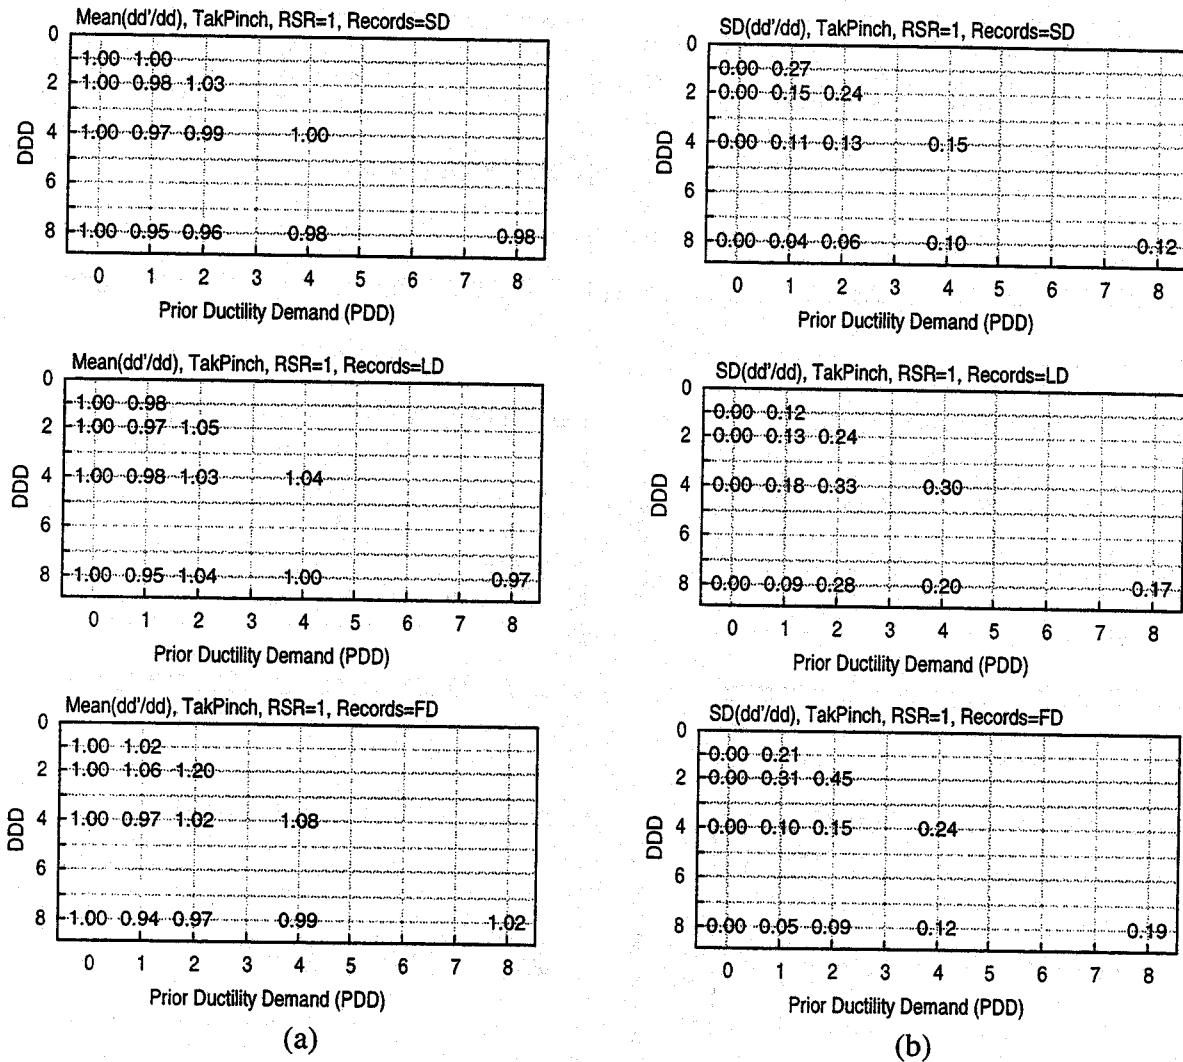 Mean(dd'/dd), TakPinch, RSR=1, Records=SD
0
1.00 1.00
2 1.00 0.98 1.03
4 1.00 0.97 0.99 1.00
6
8 1.00 0.95 0.96 0.98 0.98
DDD
0 1 2 3 4 5 6 7 8
Prior Ductility Demand (PDD)
Mean(dd'/dd), TakPinch, RSR=1, Records=LD
0
1.00 0.98
2 1.00 0.97 1.05
4 1.00 0.98 1.03 1.04
6
8 1.00 0.95 1.04 1.00 0.97
DDD
0 1 2 3 4 5 6 7 8
Prior Ductility Demand (PDD)
Mean(dd'/dd), TakPinch, RSR=1, Records=FD
0
1.00 1.02
2 1.00 1.06 1.20
4 1.00 0.97 1.02 1.08
6
8 1.00 0.94 0.97 0.99 1.02
DDD
0 1 2 3 4 5 6 7 8
Prior Ductility Demand (PDD)
(a)
SD(dd'/dd), TakPinch, RSR=1, Records=SD
0
0.00 0.27
2 0.00 0.15 0.24
4 0.00 0.11 0.13 0.15
6
8 0.00 0.04 0.06 0.10 0.12
DDD
0 1 2 3 4 5 6 7 8
Prior Ductility Demand (PDD)
SD(dd'/dd), TakPinch, RSR=1, Records=LD
0
0.00 0.12
2 0.00 0.13 0.24
4 0.00 0.18 0.33 0.30
6
8 0.00 0.09 0.28 0.20 0.17
DDD
0 1 2 3 4 5 6 7 8
Prior Ductility Demand (PDD)
SD(dd'/dd), TakPinch, RSR=1, Records=FD
0
0.00 0.21
2 0.00 0.31 0.45
4 0.00 0.10 0.15 0.24
6
8 0.00 0.05 0.09 0.12 0.19
DDD
0 1 2 3 4 5 6 7 8
Prior Ductility Demand (PDD)
(b)